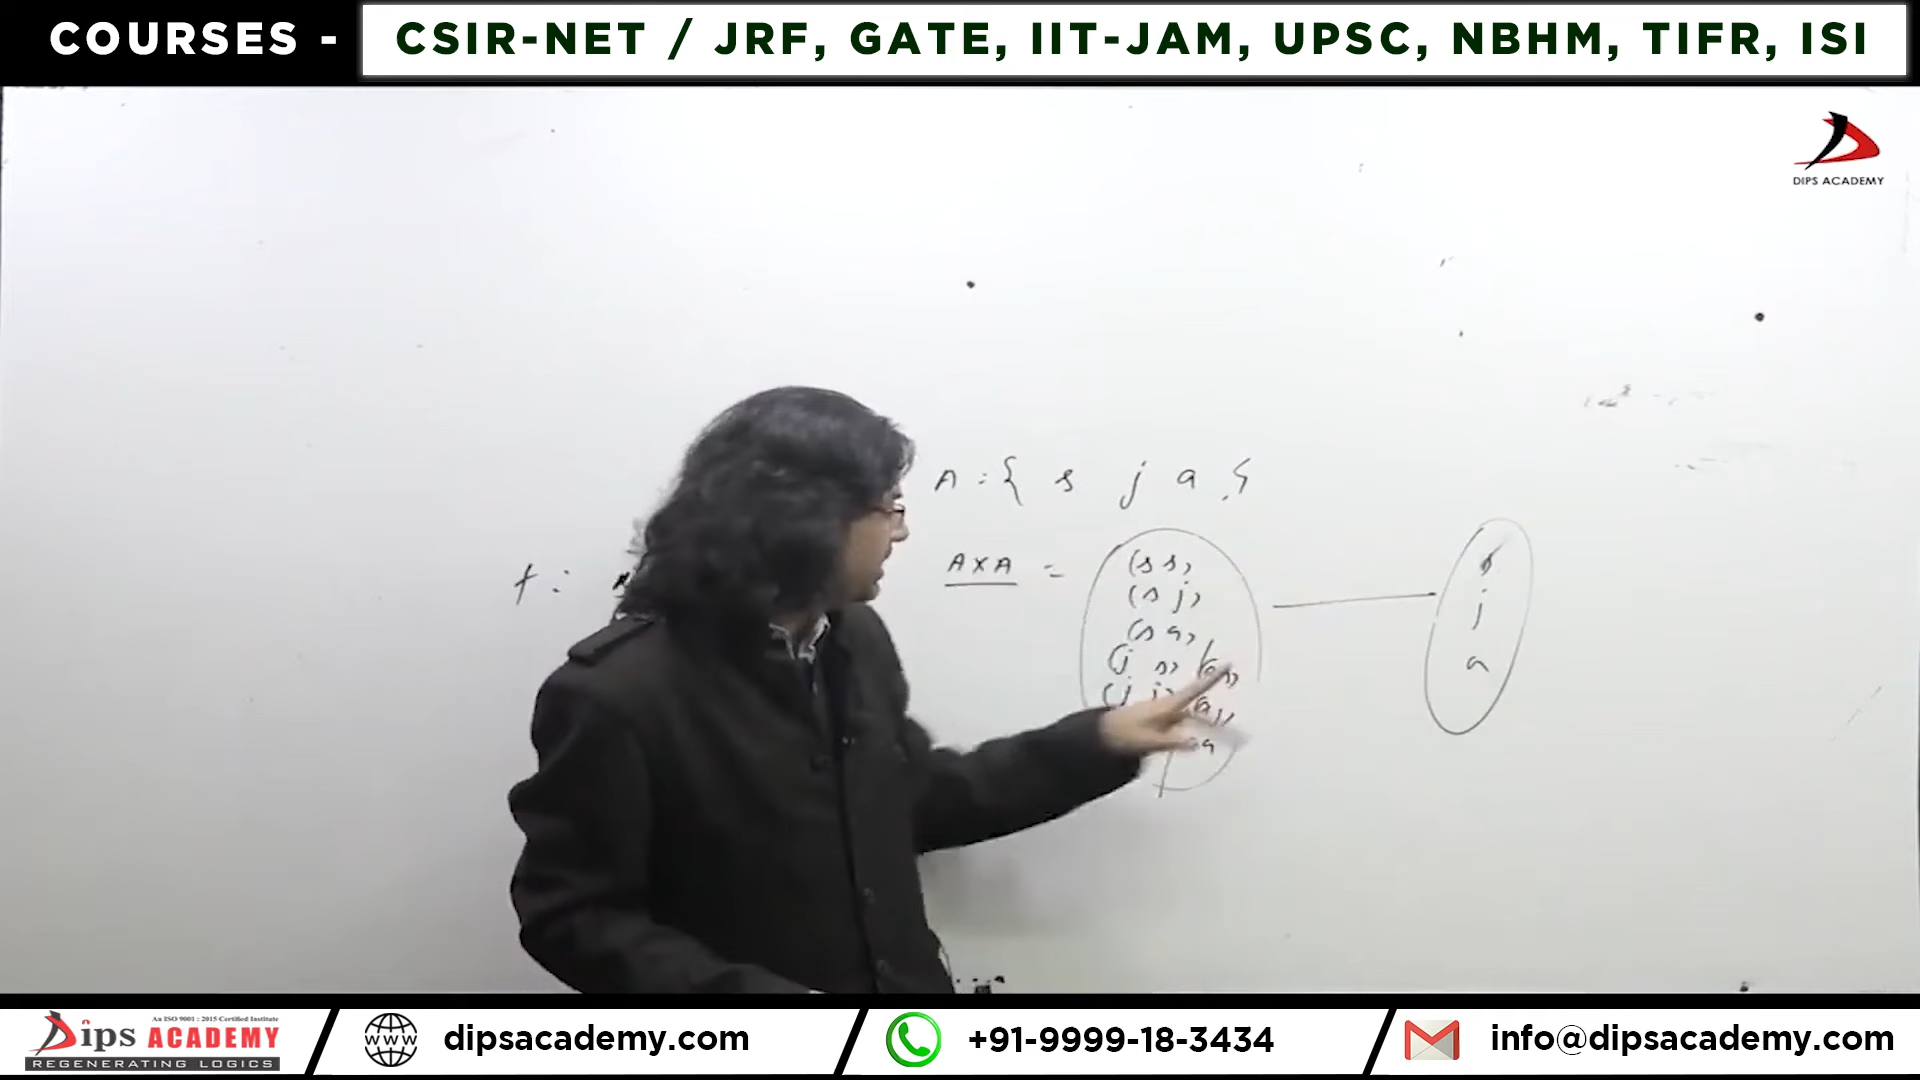 COURSES - CSIR-NET / JRF, GATE, IIT-JAM, UPSC, NBHM, TIFR, ISI
DIPS ACADEMY
A = { s j a }
f :
A X A =
(s s)
(s j)
(s a)
(j s)
(j j)
s
j
a
An ISO 9001 : 2015 Certified Institute
Dips ACADEMY
REGENERATING LOGICS
www
dipsacademy.com
+91-9999-18-3434
info@dipsacademy.com